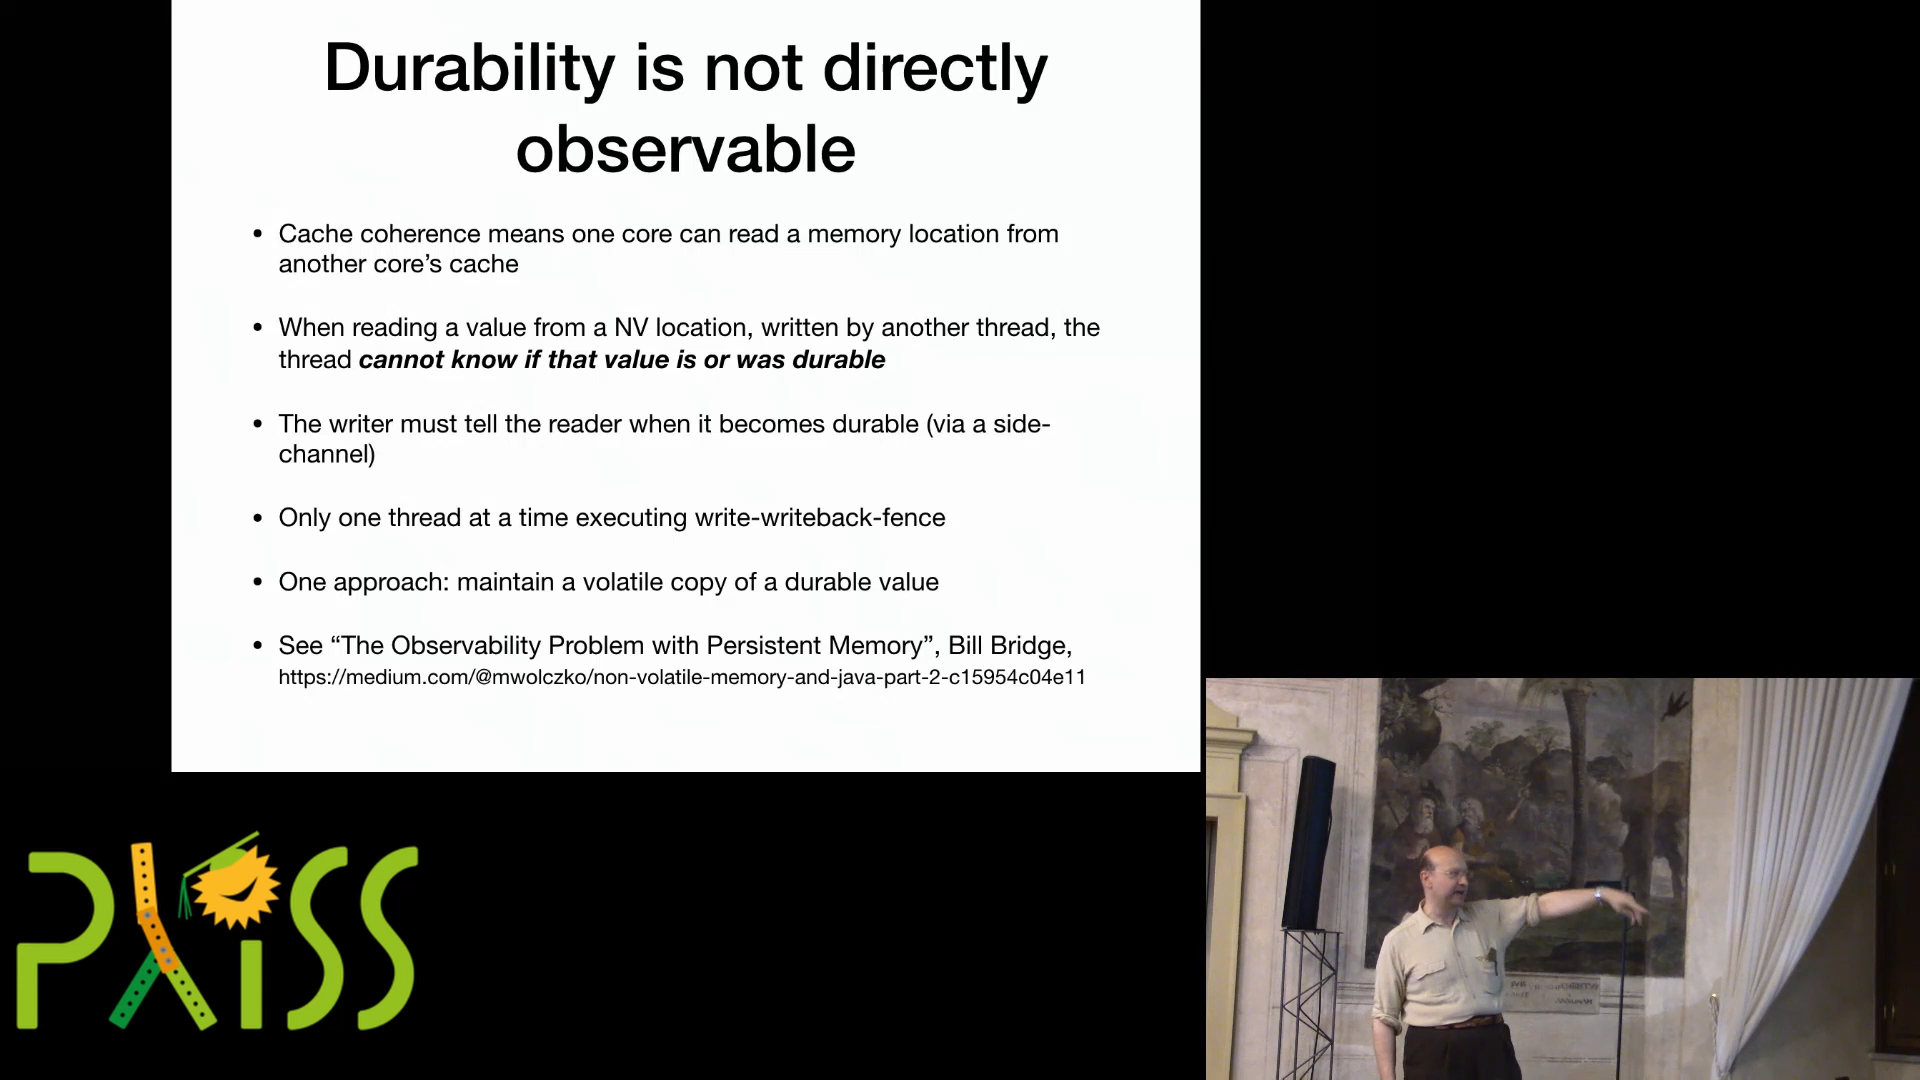 Durability is not directly
observable
• Cache coherence means one core can read a memory location from
another core’s cache
• When reading a value from a NV location, written by another thread, the
thread cannot know if that value is or was durable
• The writer must tell the reader when it becomes durable (via a side-
channel)
• Only one thread at a time executing write-writeback-fence
• One approach: maintain a volatile copy of a durable value
• See “The Observability Problem with Persistent Memory”, Bill Bridge,
https://medium.com/@mwolczko/non-volatile-memory-and-java-part-2-c15954c04e11
PλiSS